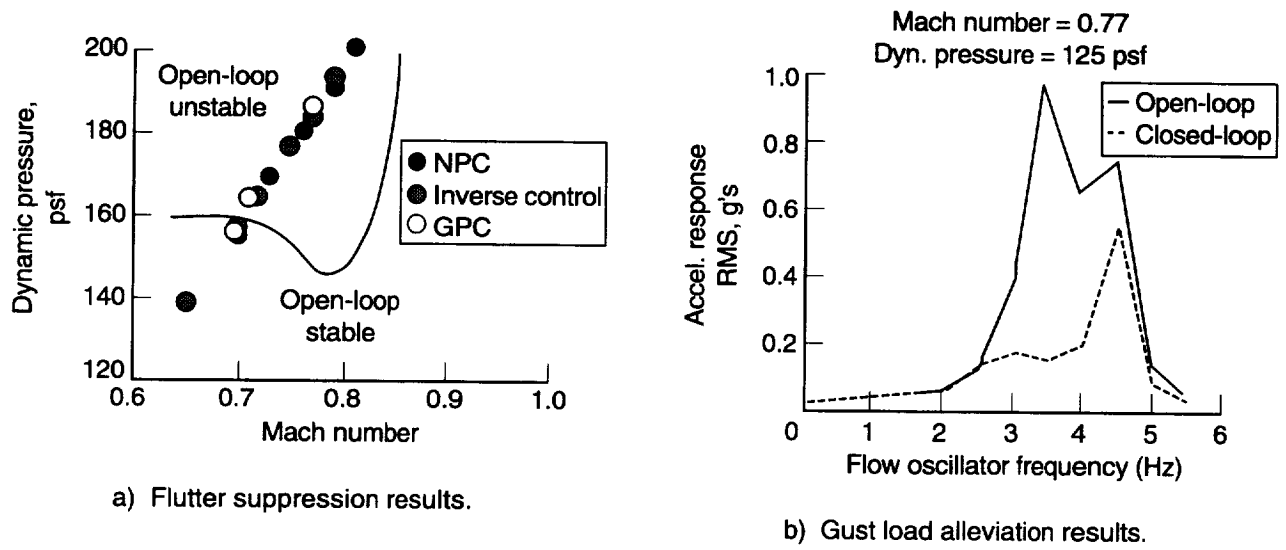 200
180
160
140
120
Dynamic pressure,
psf
Open-loop
unstable
Open-loop
stable
NPC
Inverse control
GPC
0.6 0.7 0.8 0.9 1.0
Mach number
a) Flutter suppression results.
Mach number = 0.77
Dyn. pressure = 125 psf
1.0
0.8
0.6
0.4
0.2
Accel. response
RMS, g's
Open-loop
Closed-loop
0 1 2 3 4 5 6
Flow oscillator frequency (Hz)
b) Gust load alleviation results.